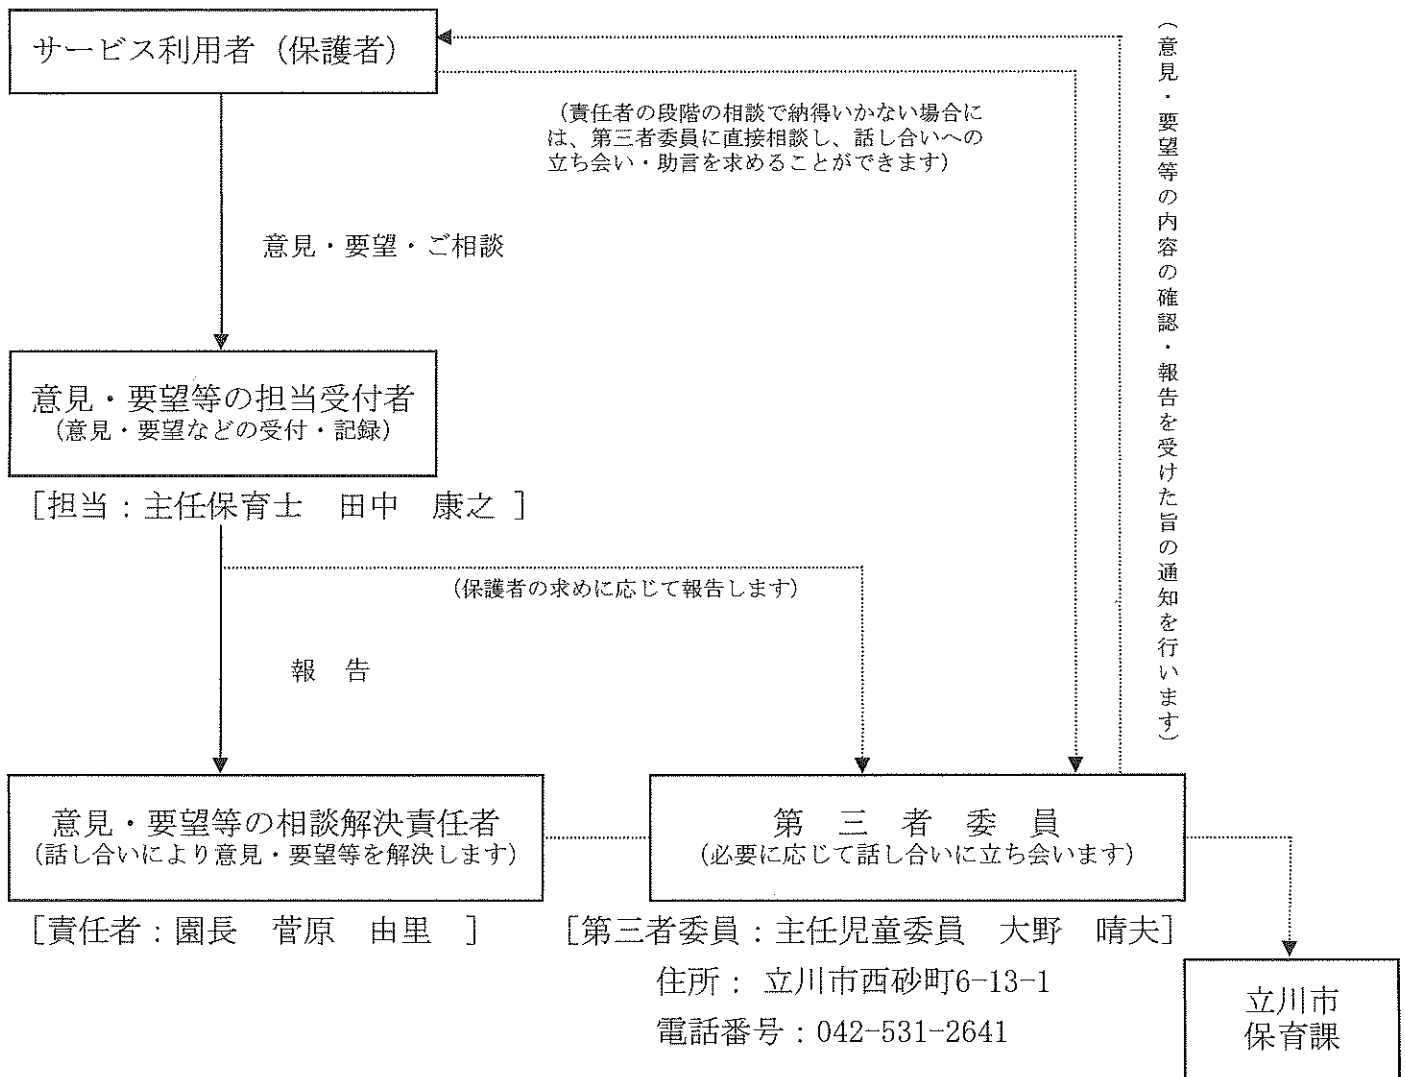 サービス利用者（保護者）
（責任者の段階の相談で納得いかない場合に
は、第三者委員に直接相談し、話し合いへの
立ち会い・助言を求めることができます）
（意見・要望等の内容の確認・報告を受けた旨の通知を行います）
意見・要望・ご相談
意見・要望等の担当受付者
（意見・要望などの受付・記録）
［担当：主任保育士　田中　康之 ］
（保護者の求めに応じて報告します）
報　告
意見・要望等の相談解決責任者
（話し合いにより意見・要望等を解決します）
［責任者：園長　菅原　由里　］
第　三　者　委　員
（必要に応じて話し合いに立ち会います）
［第三者委員：主任児童委員　大野　晴夫］
住所： 立川市西砂町6-13-1
電話番号：042-531-2641
立川市
保育課